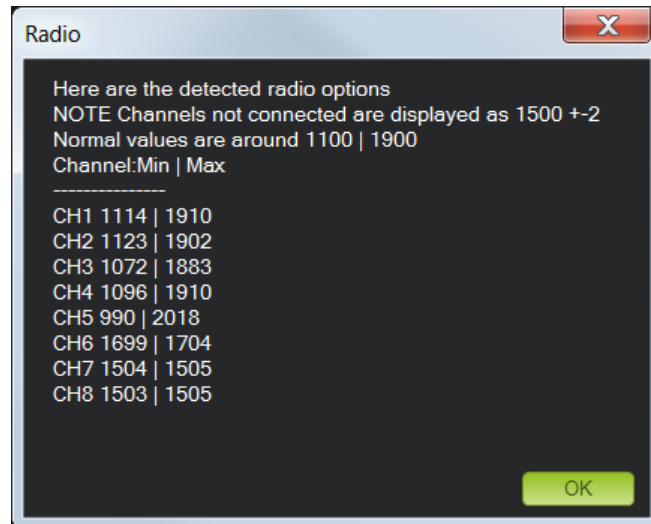 Radio
X
Here are the detected radio options
NOTE Channels not connected are displayed as 1500 +-2
Normal values are around 1100 | 1900
Channel:Min | Max
---------------
CH1 1114 | 1910
CH2 1123 | 1902
CH3 1072 | 1883
CH4 1096 | 1910
CH5 990 | 2018
CH6 1699 | 1704
CH7 1504 | 1505
CH8 1503 | 1505
OK